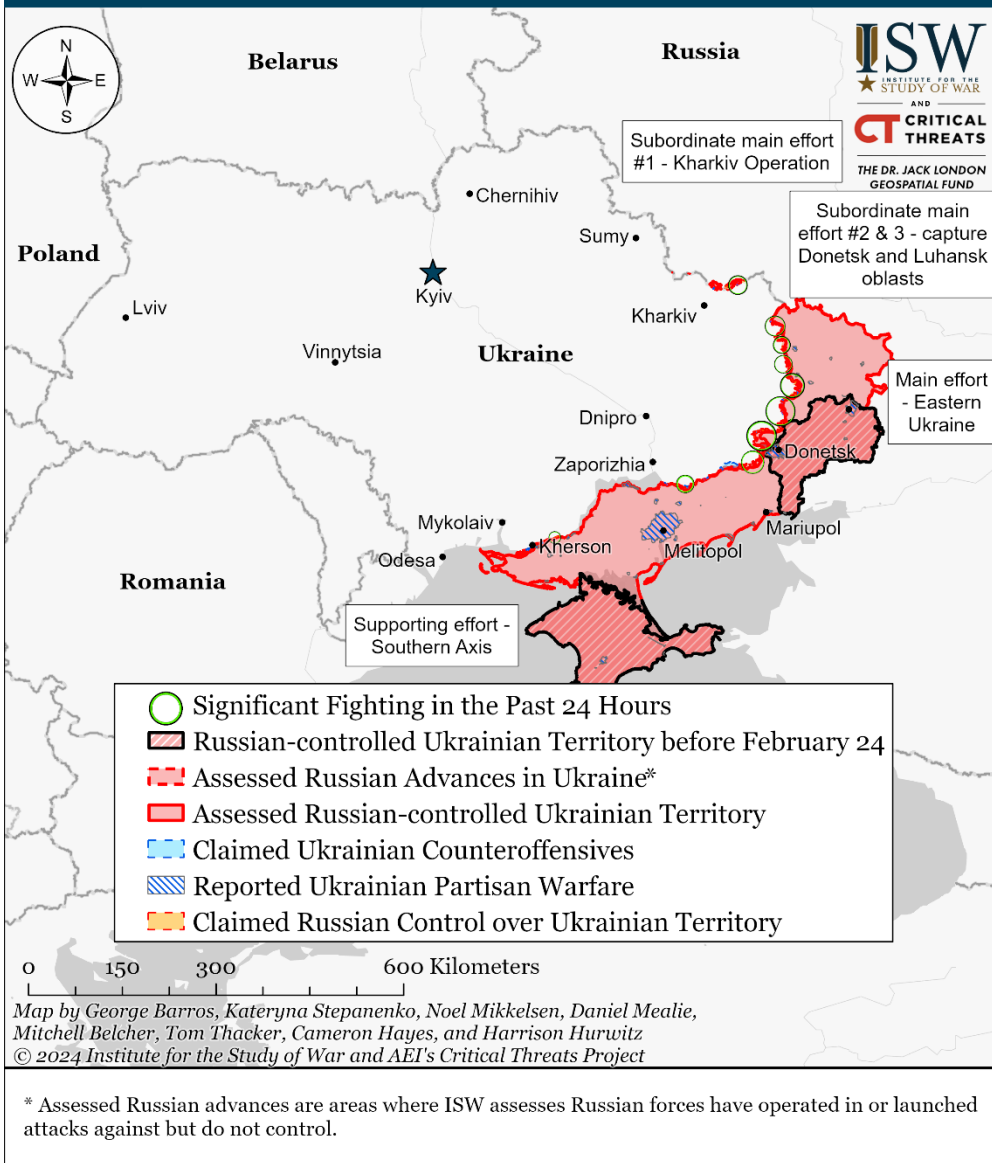 N
W
E
S
Belarus
Russia
ISW
INSTITUTE FOR THE
STUDY OF WAR
AND
CT CRITICAL
THREATS
THE DR. JACK LONDON
GEOSPATIAL FUND
Subordinate main effort
#1 - Kharkiv Operation
Subordinate main
effort #2 & 3 - capture
Donetsk and Luhansk
oblasts
Chernihiv
Sumy
Poland
Kyiv
Lviv
Kharkiv
Vinnytsia
Ukraine
Main effort
- Eastern
Ukraine
Dnipro
Donetsk
Zaporizhia
Mykolaiv
Mariupol
Kherson
Melitopol
Odesa
Romania
Supporting effort -
Southern Axis
Significant Fighting in the Past 24 Hours
Russian-controlled Ukrainian Territory before February 24
Assessed Russian Advances in Ukraine*
Assessed Russian-controlled Ukrainian Territory
Claimed Ukrainian Counteroffensives
Reported Ukrainian Partisan Warfare
Claimed Russian Control over Ukrainian Territory
0 150 300 600 Kilometers
Map by George Barros, Kateryna Stepanenko, Noel Mikkelsen, Daniel Mealie,
Mitchell Belcher, Tom Thacker, Cameron Hayes, and Harrison Hurwitz
© 2024 Institute for the Study of War and AEI's Critical Threats Project
* Assessed Russian advances are areas where ISW assesses Russian forces have operated in or launched
attacks against but do not control.